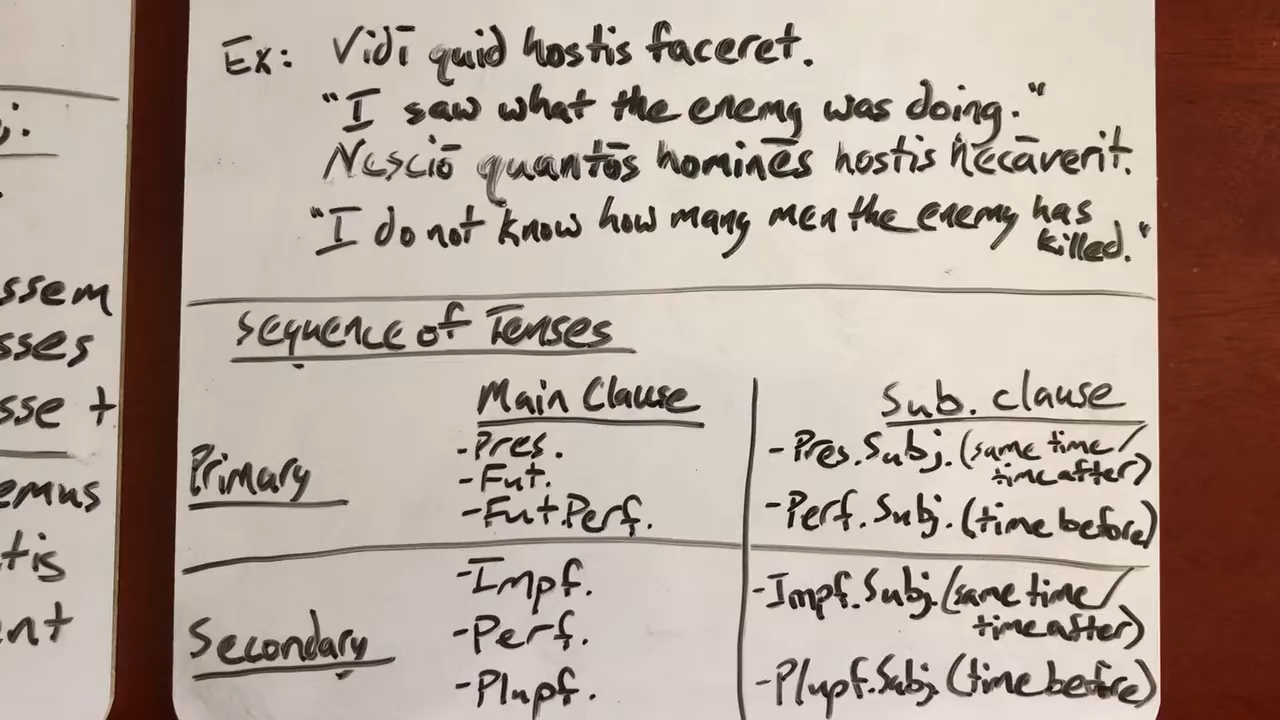 Ex: Vidī quid hostis faceret.
"I saw what the enemy was doing."
Nesciō quantōs hominēs hostis necāverit.
"I do not know how many men the enemy has
killed."
Sequence of Tenses
Main Clause
Sub. clause
Primary
-Pres.
-Fut.
-Fut.Perf.
-Pres.Subj. (same time/
time after)
-Perf. Subj. (time before)
Secondary
-Impf.
-Perf.
-Plupf.
-Impf.Subj. (same time/
time after)
-Plupf.Subj. (time before)
ssem
sses
sse t
emus
tis
nt